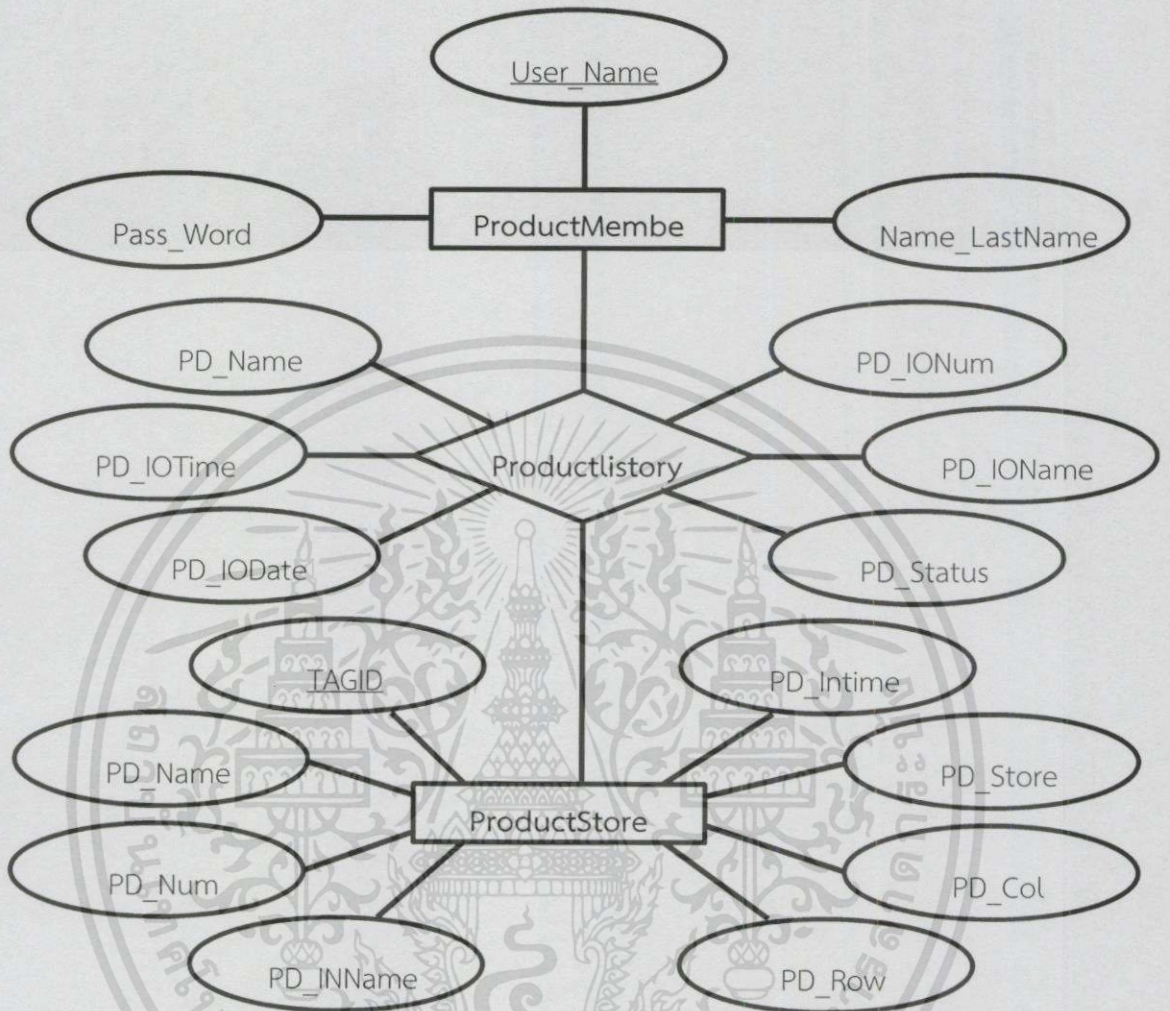 User_Name
Pass_Word
ProductMembe
Name_LastName
PD_Name
PD_IONum
PD_IOTime
Productlistory
PD_IOName
PD_IODate
PD_Status
TAGID
PD_Intime
PD_Name
PD_Store
ProductStore
PD_Num
PD_Col
PD_INName
PD_Row